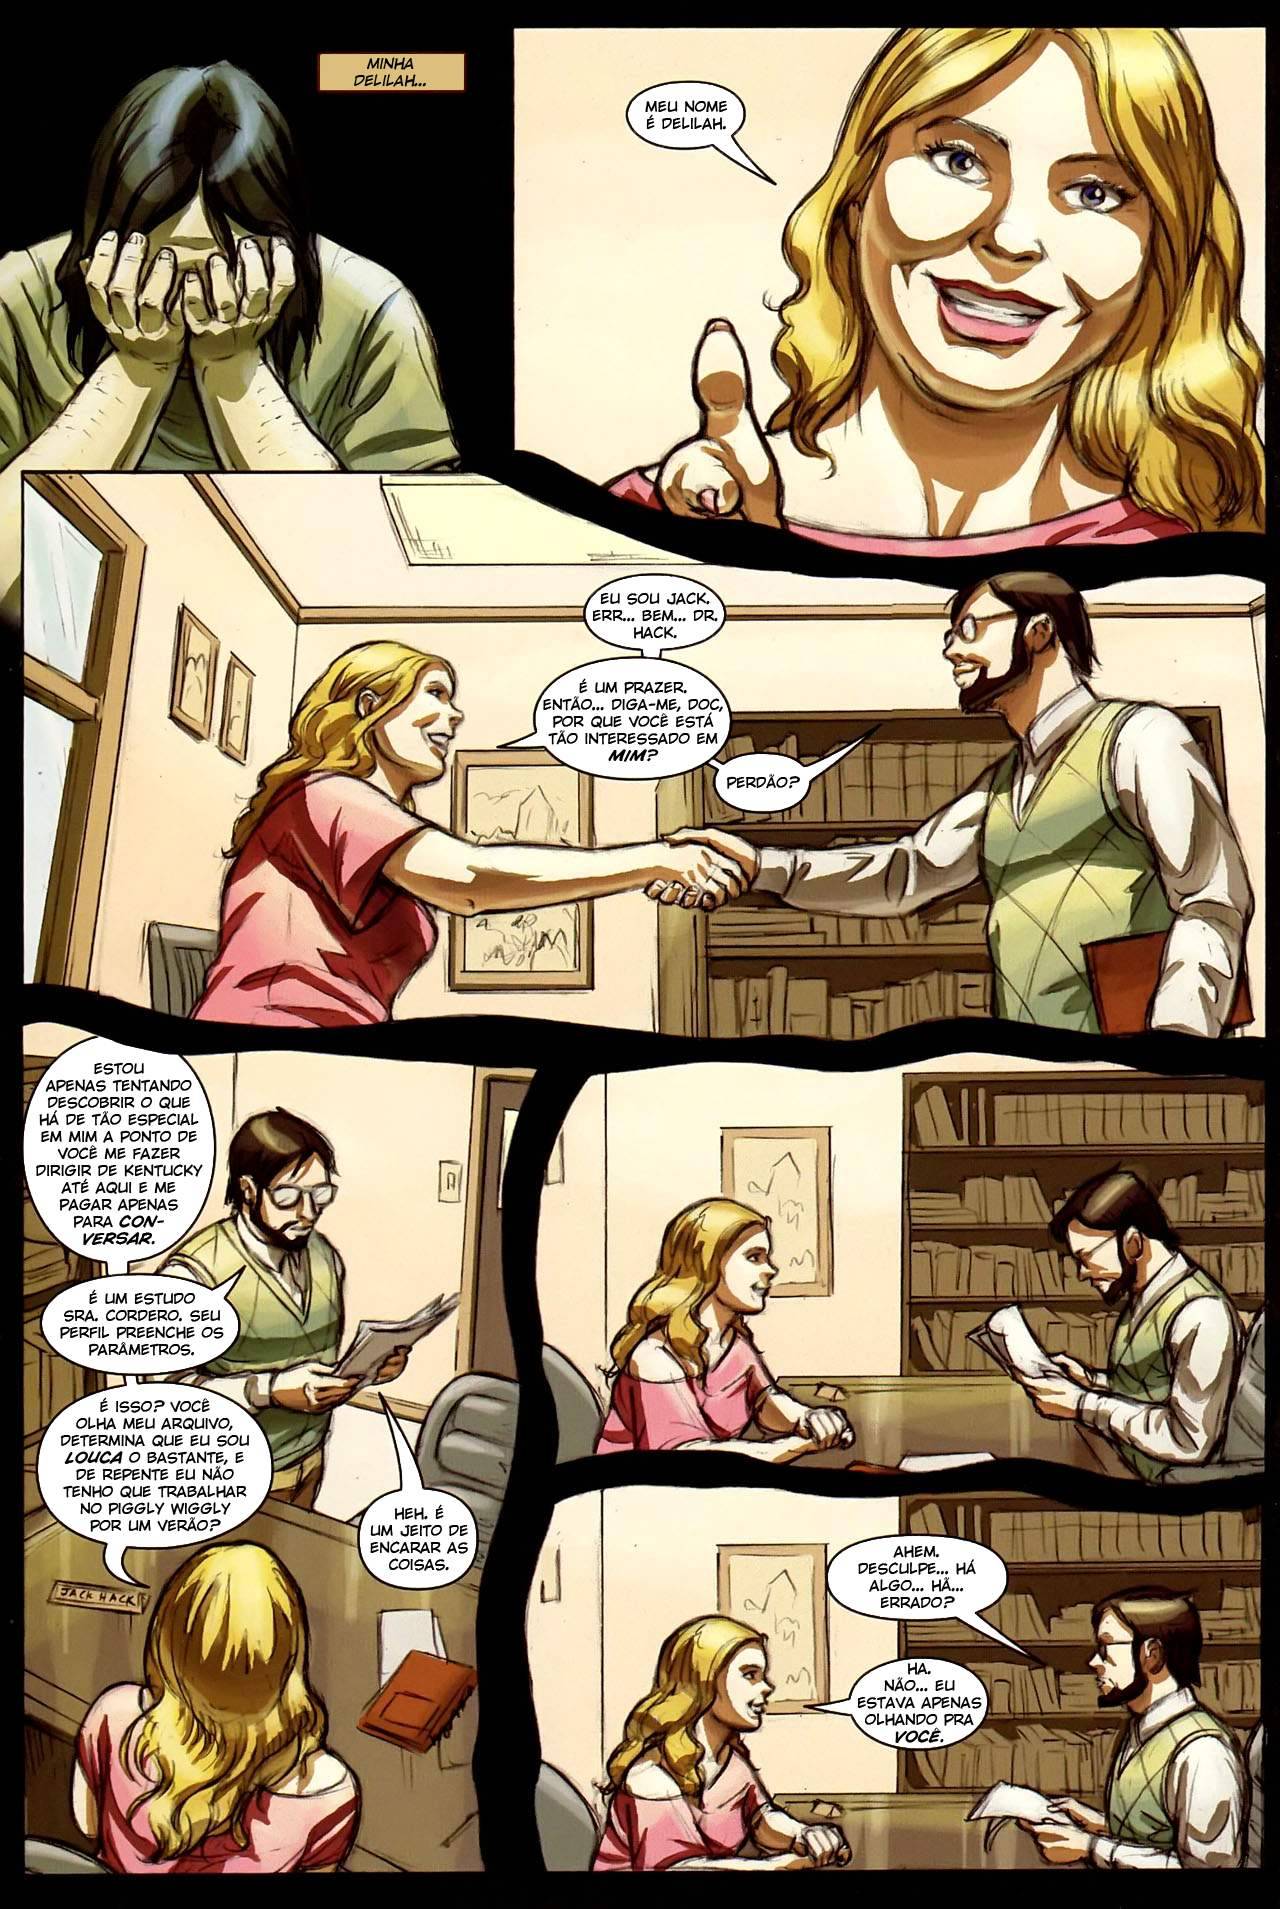 MINHA
DELILAH...
MEU NOME
É DELILAH.
EU SOU JACK.
ERR... BEM... DR.
HACK.
É UM PRAZER.
ENTÃO... DIGA-ME, DOC,
POR QUE VOCÊ ESTÁ
TÃO INTERESSADO EM
MIM?
PERDÃO?
ESTOU
APENAS TENTANDO
DESCOBRIR O QUE
HÁ DE TÃO ESPECIAL
EM MIM A PONTO DE
VOCÊ ME FAZER
DIRIGIR DE KENTUCKY
ATÉ AQUI E ME
PAGAR APENAS
PARA CON-
VERSAR.
É UM ESTUDO
SRA. CORDERO. SEU
PERFIL PREENCHE OS
PARÂMETROS.
É ISSO? VOCÊ
OLHA MEU ARQUIVO,
DETERMINA QUE EU SOU
LOUCA O BASTANTE, E
DE REPENTE EU NÃO
TENHO QUE TRABALHAR
NO PIGGLY WIGGLY
POR UM VERÃO?
HEH. É
UM JEITO DE
ENCARAR AS
COISAS.
JACK HACK
AHEM.
DESCULPE... HÁ
ALGO... HÃ...
ERRADO?
HA.
NÃO... EU
ESTAVA APENAS
OLHANDO PRA
VOCÊ.